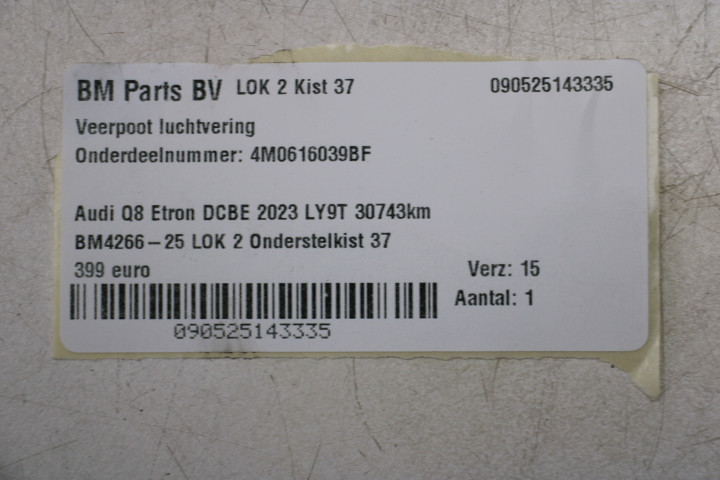 BM Parts BV LOK 2 Kist 37 090525143335
Veerpoot luchtvering
Onderdeelnummer: 4M0616039BF
Audi Q8 Etron DCBE 2023 LY9T 30743km
BM4266-25 LOK 2 Onderstelkist 37
399 euro Verz: 15
Aantal: 1
090525143335